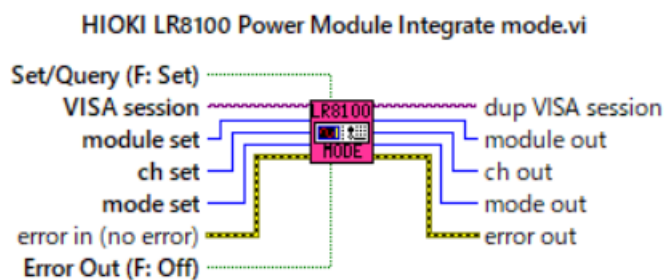 HIOKI LR8100 Power Module Integrate mode.vi
Set/Query (F: Set)
VISA session
module set
ch set
mode set
error in (no error)
Error Out (F: Off)
LR8100
MODE
dup VISA session
module out
ch out
mode out
error out